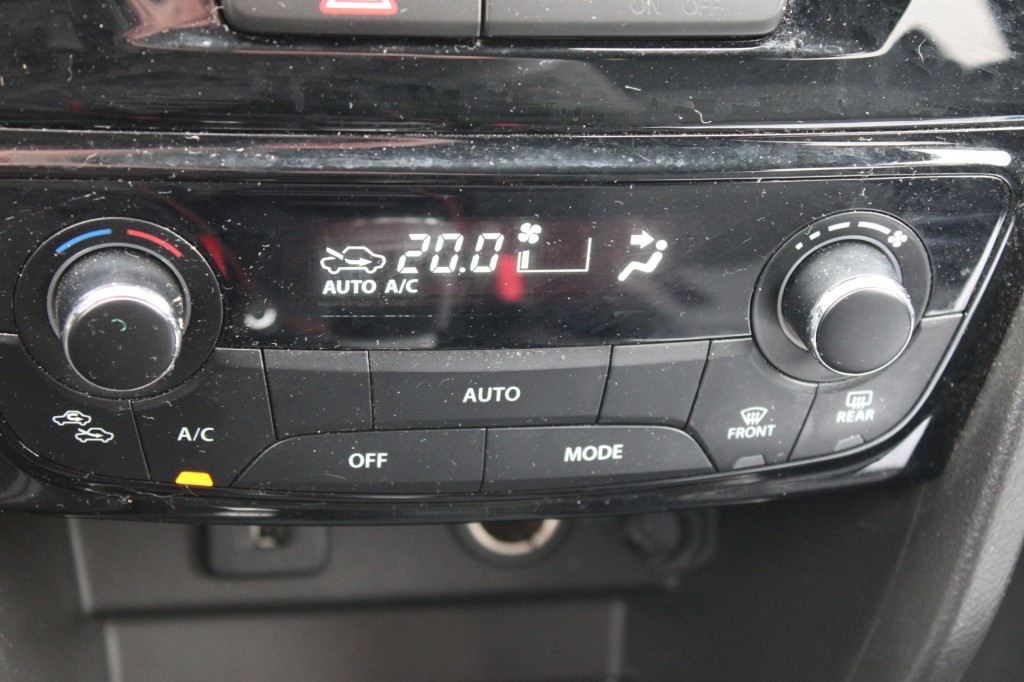 ON OFF
20.0
AUTO A/C
AUTO
A/C
OFF
MODE
FRONT
REAR